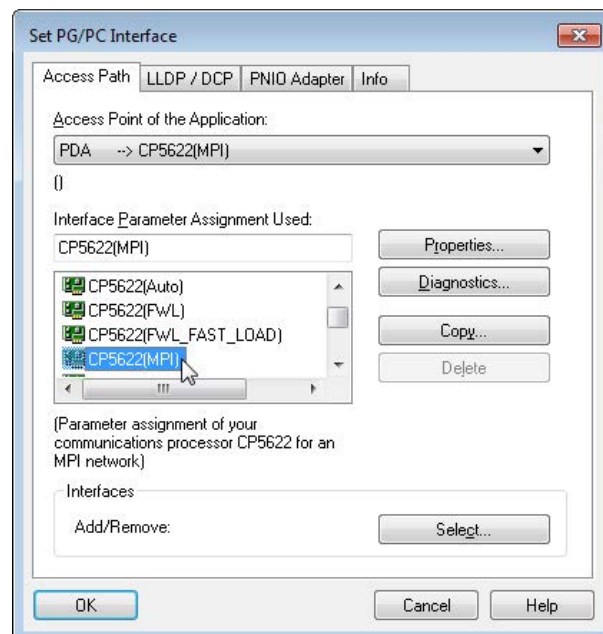 Set PG/PC Interface
Access Path LLDP / DCP PNIO Adapter Info
Access Point of the Application:
PDA --> CP5622(MPI)
()
Interface Parameter Assignment Used:
CP5622(MPI)
Properties...
CP5622(Auto)
CP5622(FWL)
CP5622(FWL_FAST_LOAD)
CP5622(MPI)
Diagnostics...
Copy...
Delete
(Parameter assignment of your
communications processor CP5622 for an
MPI network)
Interfaces
Add/Remove:
Select...
OK Cancel Help